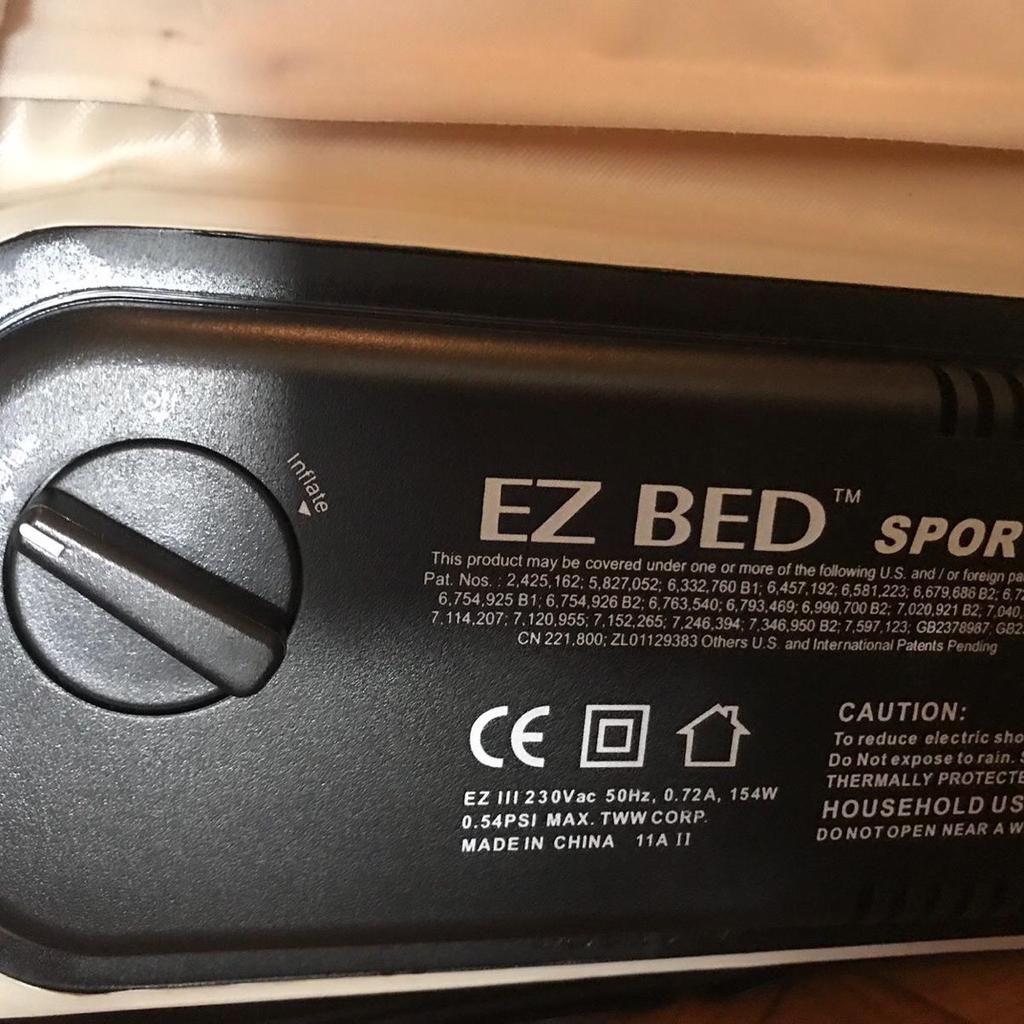 Off
Inflate
EZ BED™ SPOR
This product may be covered under one or more of the following U.S. and / or foreign pa
Pat. Nos. : 2,425,162; 5,827,052; 6,332,760 B1; 6,457,192; 6,581,223; 6,679,686 B2; 6,72
6,754,925 B1; 6,754,926 B2; 6,763,540; 6,793,469; 6,990,700 B2; 7,020,921 B2; 7,040,
7,114,207; 7,120,955; 7,152,265; 7,246,394; 7,346,950 B2; 7,597,123; GB2378987; GB23
CN 221,800; ZL01129383 Others U.S. and International Patents Pending
CE
EZ III 230Vac 50Hz, 0.72A, 154W
0.54PSI MAX. TWW CORP.
MADE IN CHINA 11A II
CAUTION:
To reduce electric sho
Do Not expose to rain. S
THERMALLY PROTECTE
HOUSEHOLD US
DO NOT OPEN NEAR A W